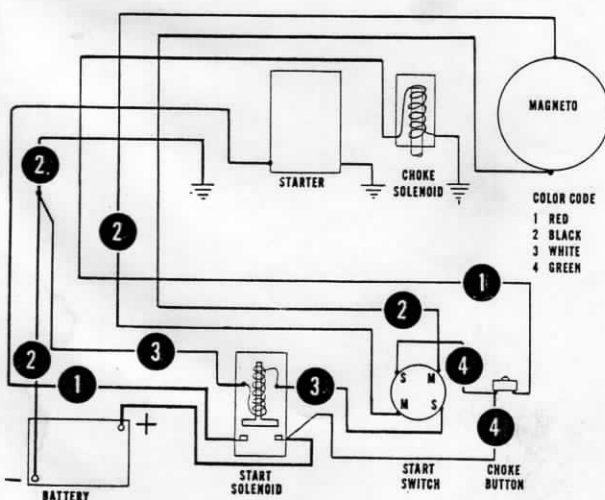 MAGNETO
STARTER
CHOKE
SOLENOID
COLOR CODE
1 RED
2 BLACK
3 WHITE
4 GREEN
2.
2
1
2
3
4
2
1
3.
S M
M S
4
+
-
BATTERY
START
SOLENOID
START
SWITCH
CHOKE
BUTTON